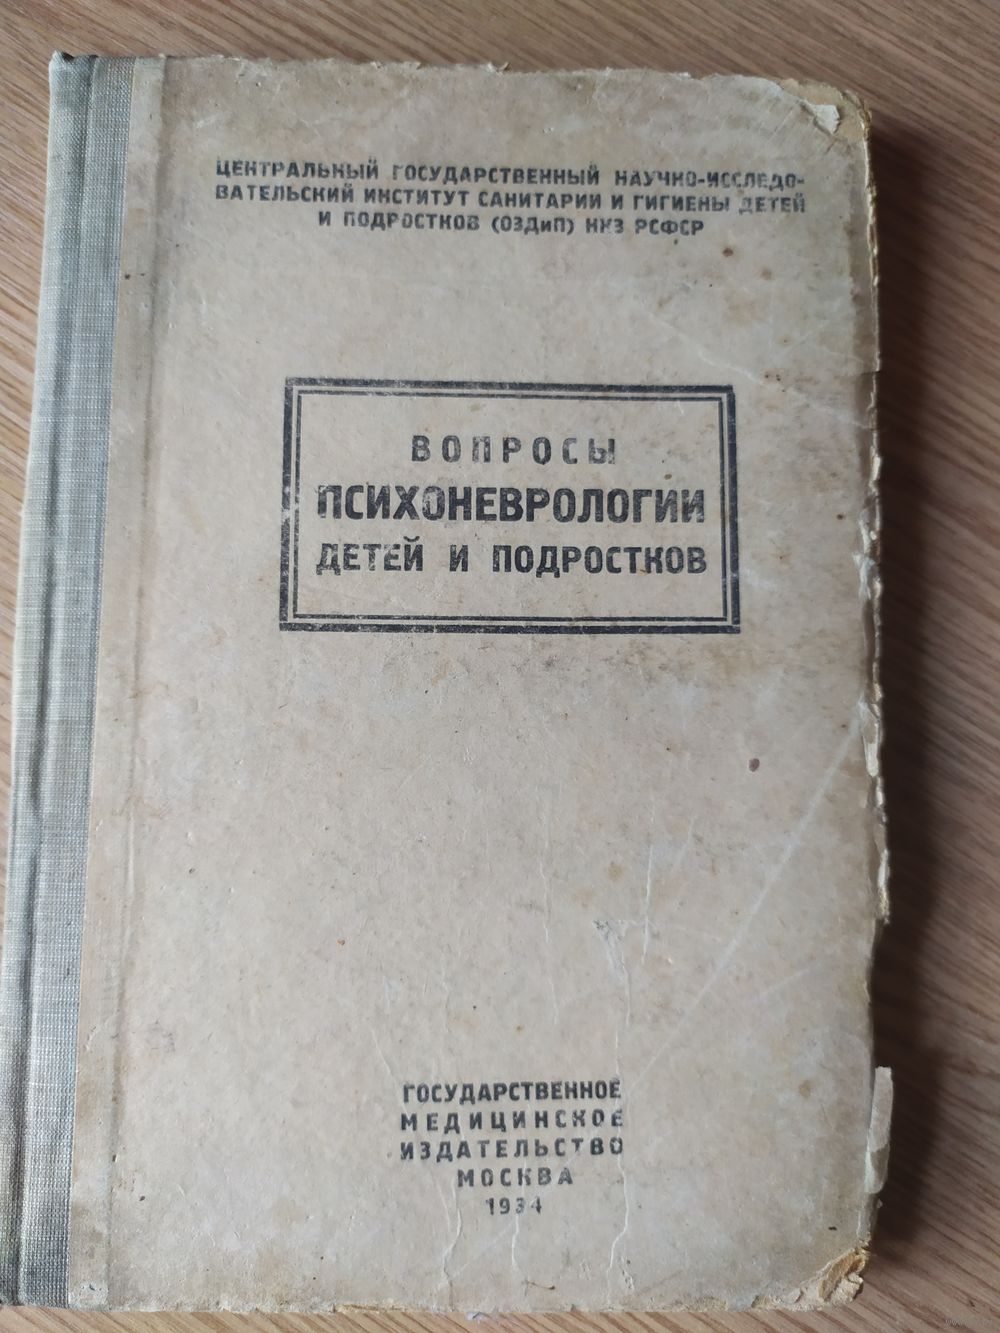 ЦЕНТРАЛЬНЫЙ ГОСУДАРСТВЕННЫЙ НАУЧНО-ИССЛЕДО-
ВАТЕЛЬСКИЙ ИНСТИТУТ САНИТАРИИ И ГИГИЕНЫ ДЕТЕЙ
И ПОДРОСТКОВ (ОЗДиП) НКЗ РСФСР
ВОПРОСЫ
ПСИХОНЕВРОЛОГИИ
ДЕТЕЙ И ПОДРОСТКОВ
ГОСУДАРСТВЕННОЕ
МЕДИЦИНСКОЕ
ИЗДАТЕЛЬСТВО
МОСКВА
1934